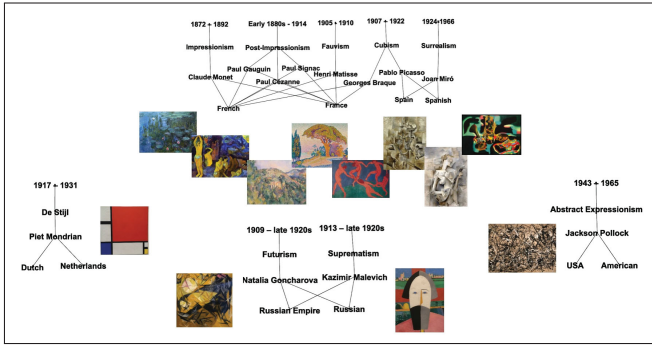 1872 - 1892
Early 1880s - 1914
1905 - 1910
1907 - 1922
1924 - 1966
Impressionism
Post-Impressionism
Fauvism
Cubism
Surrealism
Paul Gauguin
Paul Signac
Pablo Picasso
Claude Monet
Paul Cézanne
Henri Matisse
Georges Braque
Joan Miró
French
France
Spain
Spanish
1917 - 1931
De Stijl
Piet Mondrian
Dutch
Netherlands
1909 – late 1920s
1913 – late 1920s
Futurism
Suprematism
Natalia Goncharova
Kazimir Malevich
Russian Empire
Russian
1943 - 1965
Abstract Expressionism
Jackson Pollock
USA
American